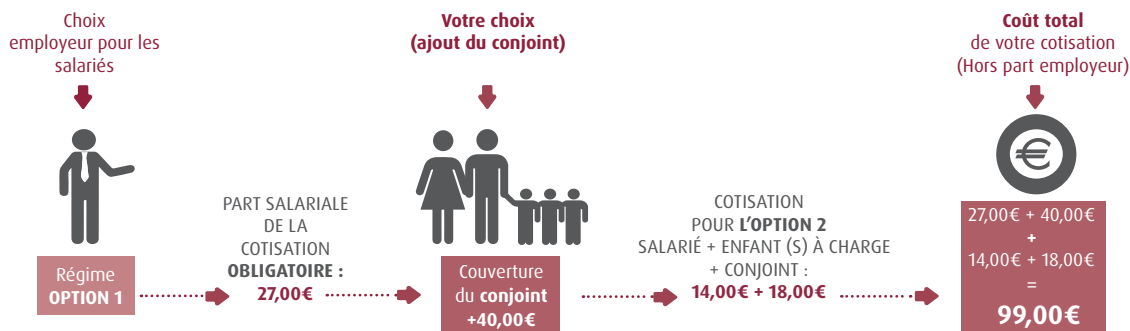 Choix
employeur pour les
salariés
Régime
OPTION 1
PART SALARIALE
DE LA
COTISATION
OBLIGATOIRE :
27,00€
Votre choix
(ajout du conjoint)
Couverture
du conjoint
+40,00€
COTISATION
POUR L'OPTION 2
SALARIÉ + ENFANT (S) À CHARGE
+ CONJOINT :
14,00€ + 18,00€
Coût total
de votre cotisation
(Hors part employeur)
€
27,00€ + 40,00€
+
14,00€ + 18,00€
=
99,00€